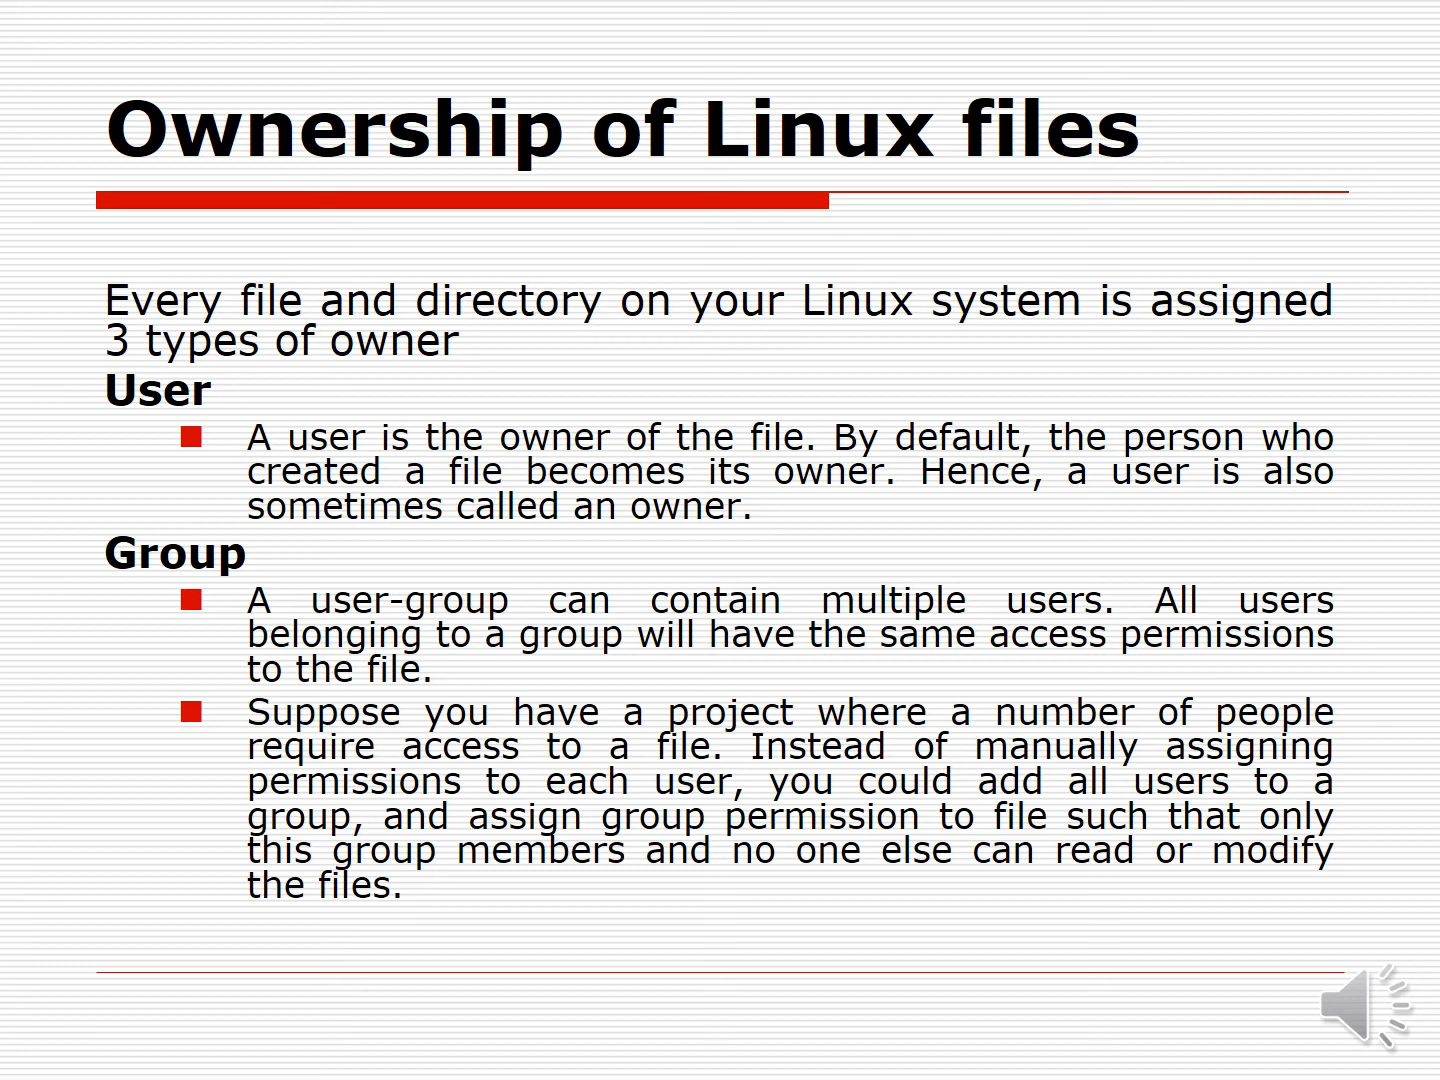 Ownership of Linux files
Every file and directory on your Linux system is assigned
3 types of owner
User
A user is the owner of the file. By default, the person who
created a file becomes its owner. Hence, a user is also
sometimes called an owner.
Group
A user-group can contain multiple users. All users
belonging to a group will have the same access permissions
to the file.
Suppose you have a project where a number of people
require access to a file. Instead of manually assigning
permissions to each user, you could add all users to a
group, and assign group permission to file such that only
this group members and no one else can read or modify
the files.